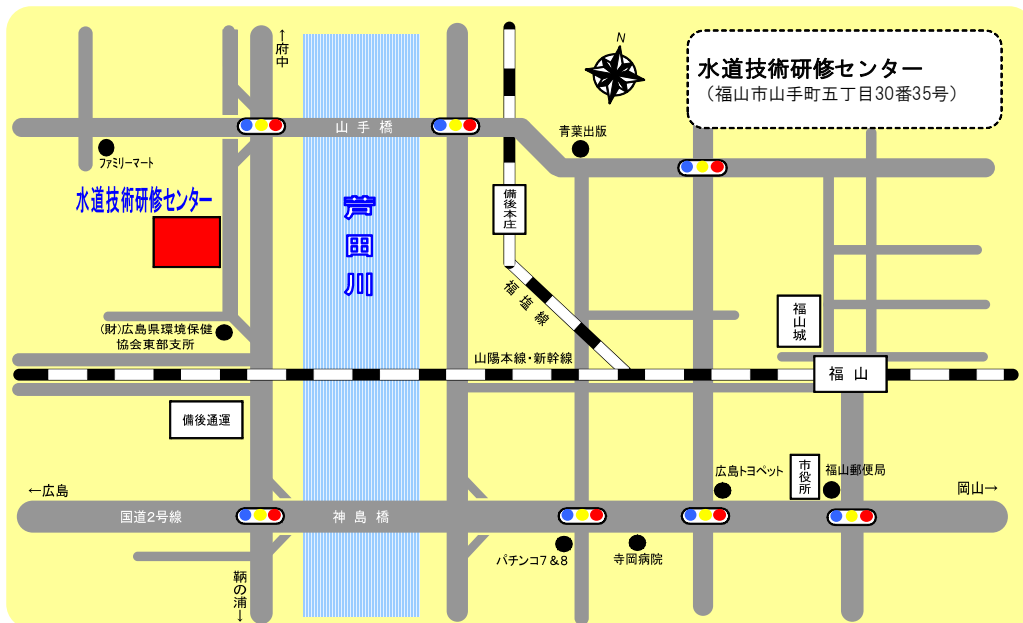 ↑府中
N
水道技術研修センター
（福山市山手町五丁目30番35号）
山手橋
青葉出版
ファミリーマート
水道技術研修センター
芦田川
備後本庄
福塩線
福山城
(財)広島県環境保健
協会東部支所
山陽本線・新幹線
福山
備後通運
広島トヨペット
市役所
福山郵便局
←広島
岡山→
国道2号線
神島橋
パチンコ7＆8
寺岡病院
鞆の浦↓